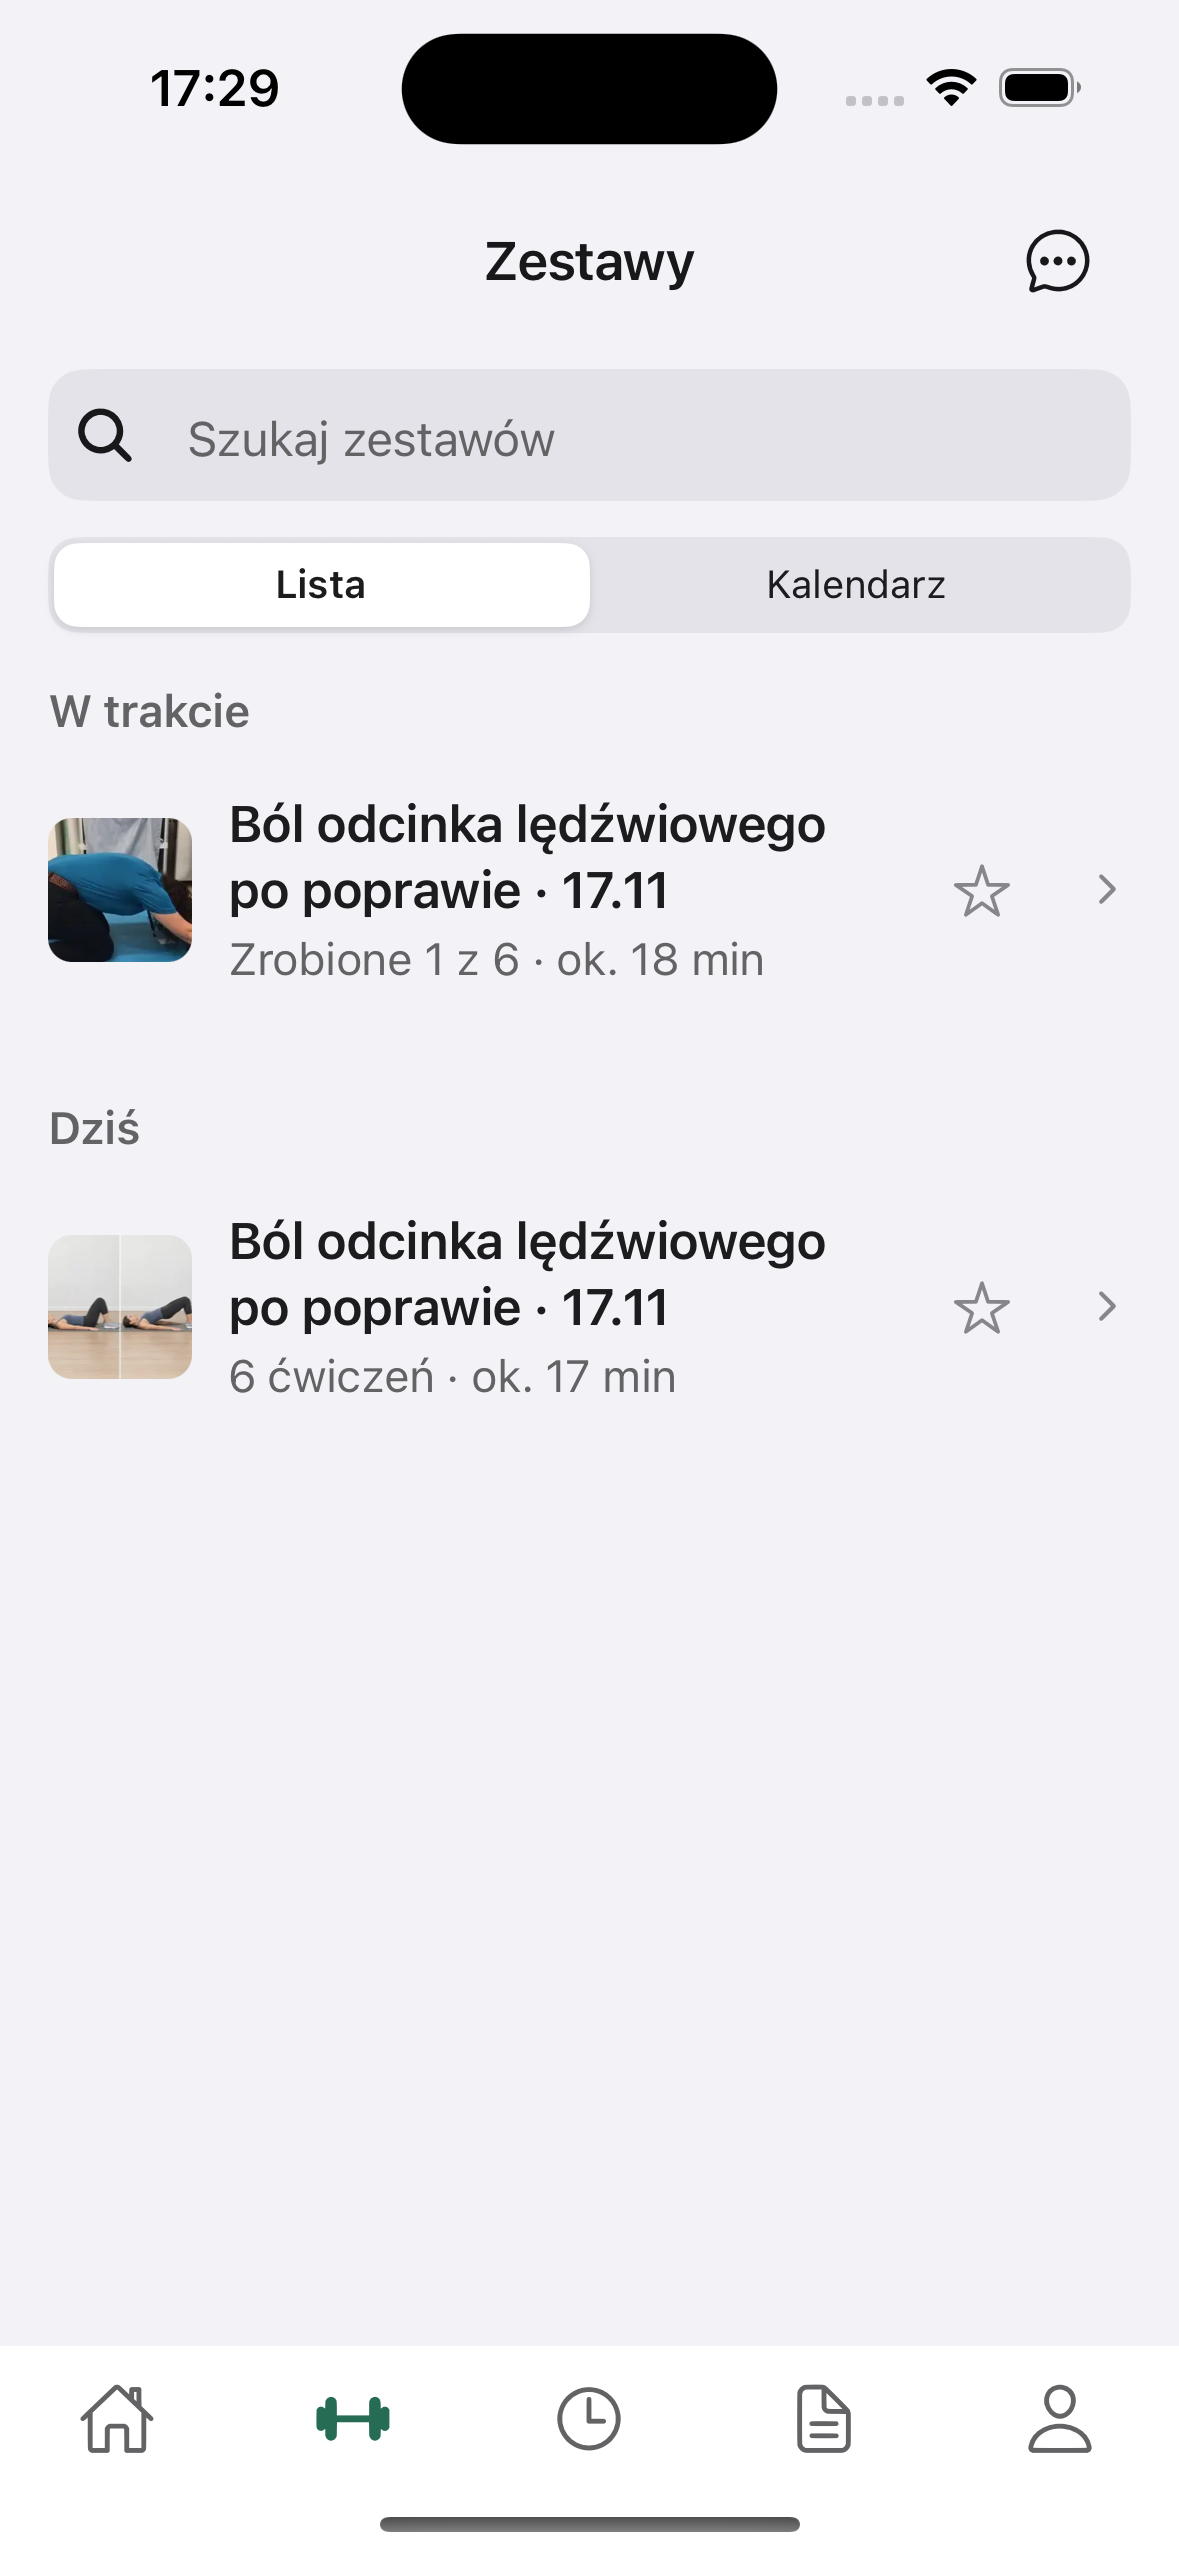 17:29
Zestawy
Szukaj zestawów
Lista
Kalendarz
W trakcie
Ból odcinka lędźwiowego
po poprawie · 17.11
Zrobione 1 z 6 · ok. 18 min
Dziś
Ból odcinka lędźwiowego
po poprawie · 17.11
6 ćwiczeń · ok. 17 min